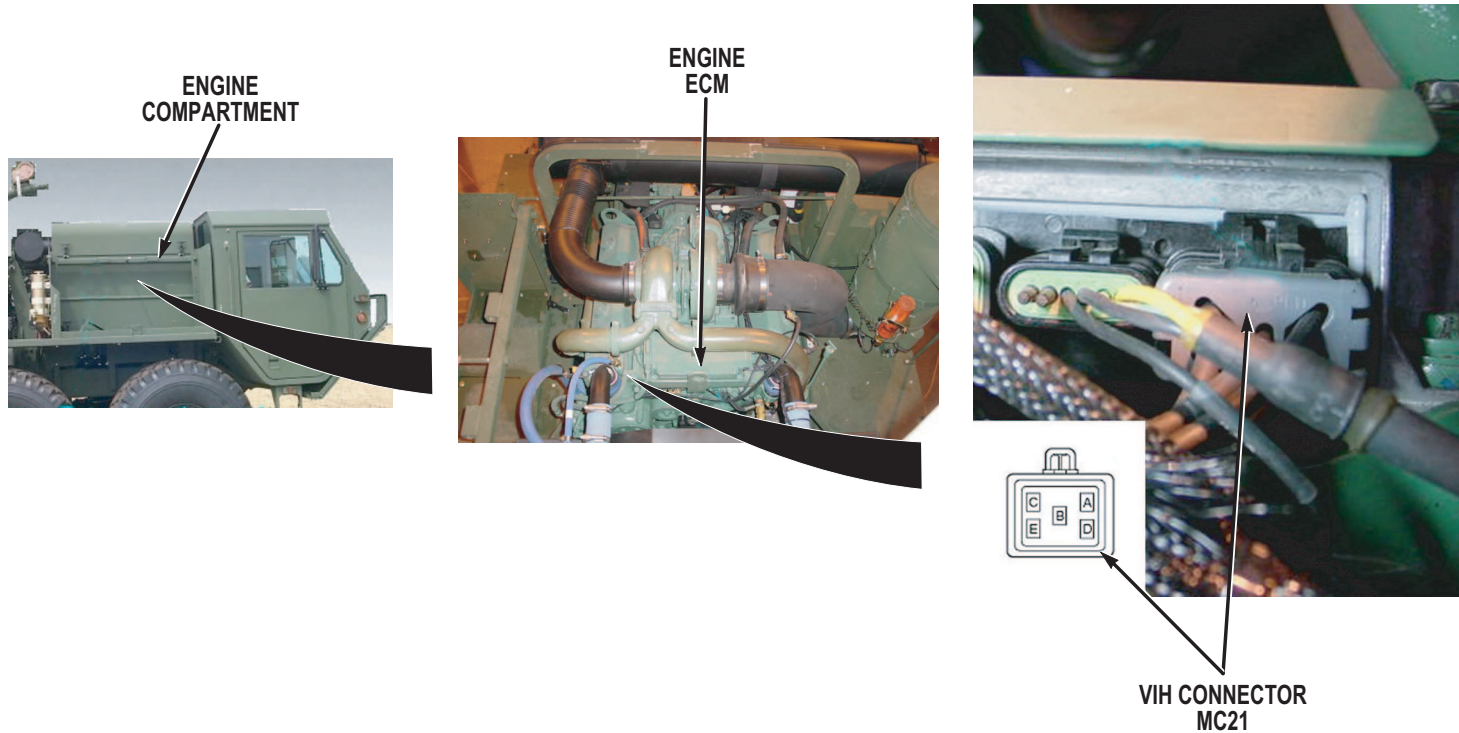 ENGINE
COMPARTMENT
ENGINE
ECM
C A
B
E D
VIH CONNECTOR
MC21